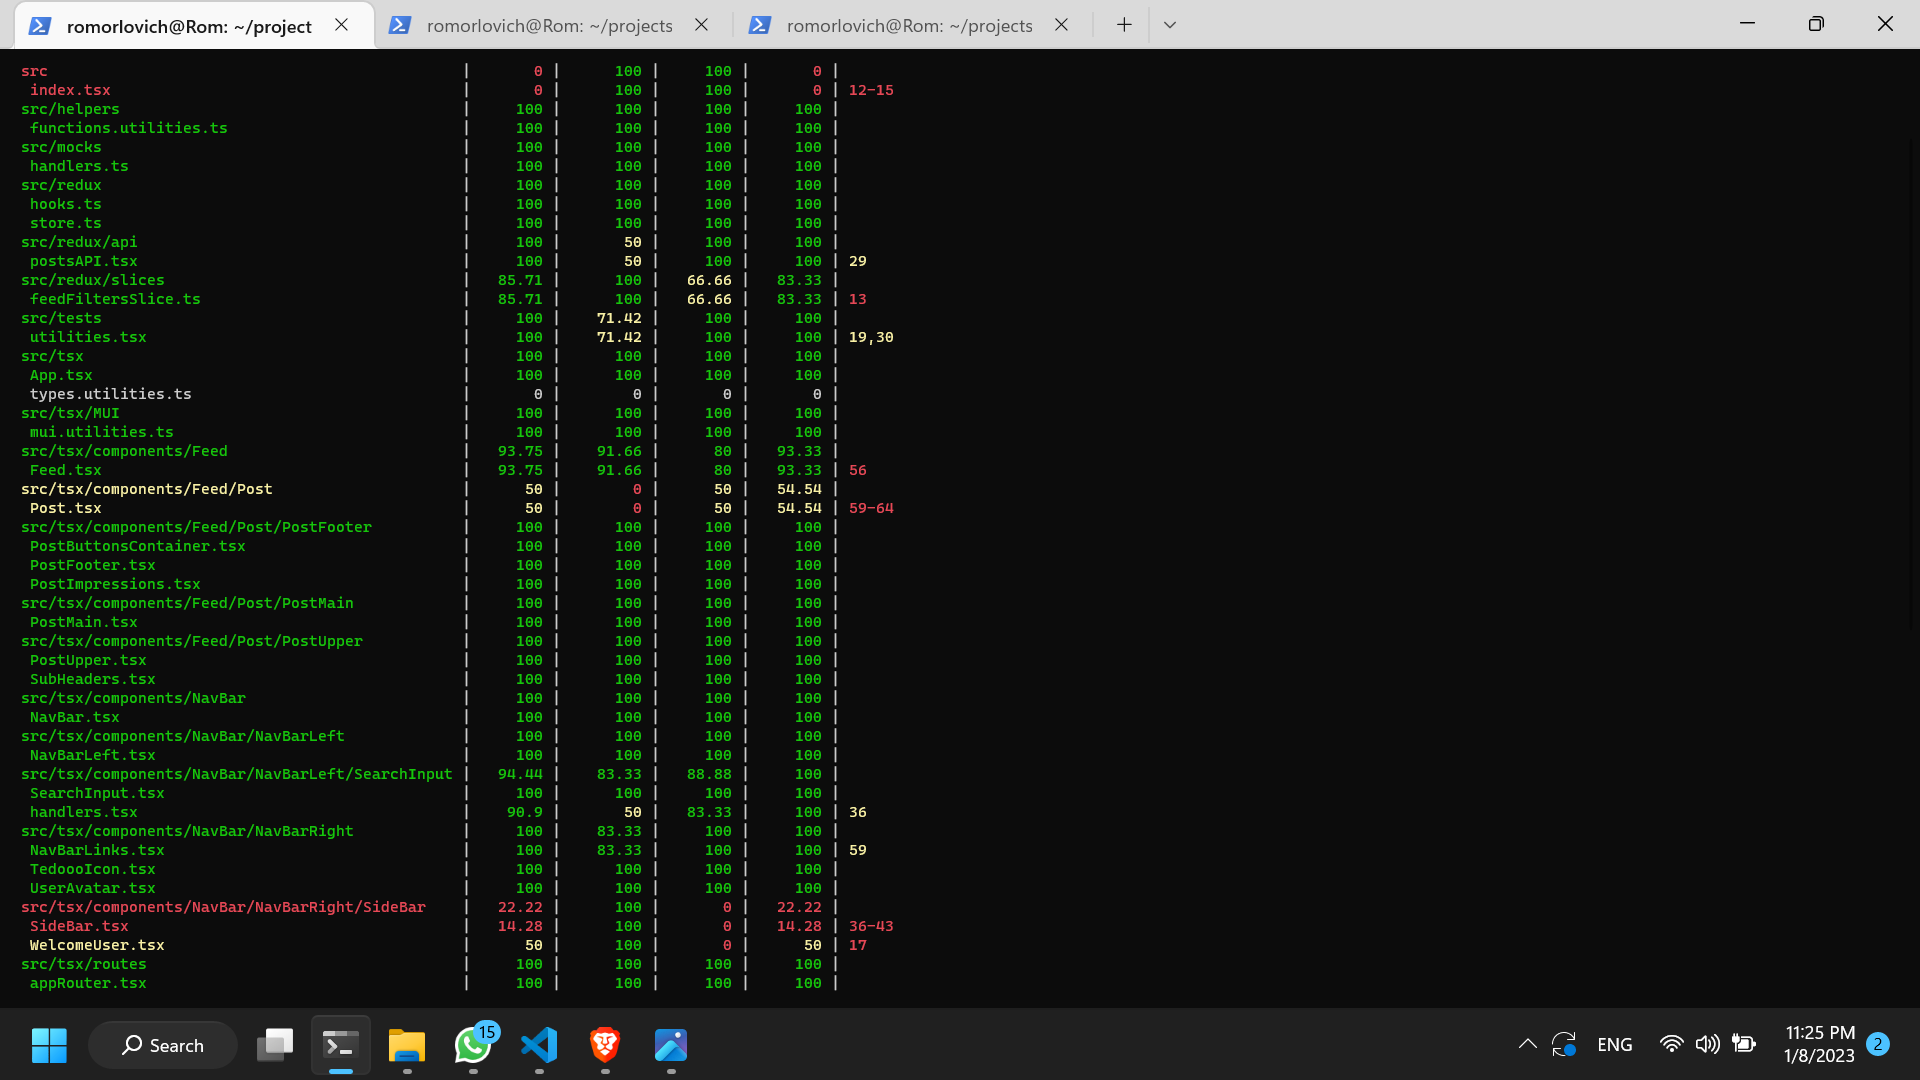 romorlovich@Rom: ~/project
romorlovich@Rom: ~/projects
romorlovich@Rom: ~/projects
src | 0 | 100 | 100 | 0 |
index.tsx | 0 | 100 | 100 | 0 | 12-15
src/helpers | 100 | 100 | 100 | 100 |
functions.utilities.ts | 100 | 100 | 100 | 100 |
src/mocks | 100 | 100 | 100 | 100 |
handlers.ts | 100 | 100 | 100 | 100 |
src/redux | 100 | 100 | 100 | 100 |
hooks.ts | 100 | 100 | 100 | 100 |
store.ts | 100 | 100 | 100 | 100 |
src/redux/api | 100 | 50 | 100 | 100 |
postsAPI.tsx | 100 | 50 | 100 | 100 | 29
src/redux/slices | 85.71 | 100 | 66.66 | 83.33 |
feedFiltersSlice.ts | 85.71 | 100 | 66.66 | 83.33 | 13
src/tests | 100 | 71.42 | 100 | 100 |
utilities.tsx | 100 | 71.42 | 100 | 100 | 19,30
src/tsx | 100 | 100 | 100 | 100 |
App.tsx | 100 | 100 | 100 | 100 |
types.utilities.ts | 0 | 0 | 0 | 0 |
src/tsx/MUI | 100 | 100 | 100 | 100 |
mui.utilities.ts | 100 | 100 | 100 | 100 |
src/tsx/components/Feed | 93.75 | 91.66 | 80 | 93.33 |
Feed.tsx | 93.75 | 91.66 | 80 | 93.33 | 56
src/tsx/components/Feed/Post | 50 | 0 | 50 | 54.54 |
Post.tsx | 50 | 0 | 50 | 54.54 | 59-64
src/tsx/components/Feed/Post/PostFooter | 100 | 100 | 100 | 100 |
PostButtonsContainer.tsx | 100 | 100 | 100 | 100 |
PostFooter.tsx | 100 | 100 | 100 | 100 |
PostImpressions.tsx | 100 | 100 | 100 | 100 |
src/tsx/components/Feed/Post/PostMain | 100 | 100 | 100 | 100 |
PostMain.tsx | 100 | 100 | 100 | 100 |
src/tsx/components/Feed/Post/PostUpper | 100 | 100 | 100 | 100 |
PostUpper.tsx | 100 | 100 | 100 | 100 |
SubHeaders.tsx | 100 | 100 | 100 | 100 |
src/tsx/components/NavBar | 100 | 100 | 100 | 100 |
NavBar.tsx | 100 | 100 | 100 | 100 |
src/tsx/components/NavBar/NavBarLeft | 100 | 100 | 100 | 100 |
NavBarLeft.tsx | 100 | 100 | 100 | 100 |
src/tsx/components/NavBar/NavBarLeft/SearchInput | 94.44 | 83.33 | 88.88 | 100 |
SearchInput.tsx | 100 | 100 | 100 | 100 |
handlers.tsx | 90.9 | 50 | 83.33 | 100 | 36
src/tsx/components/NavBar/NavBarRight | 100 | 83.33 | 100 | 100 |
NavBarLinks.tsx | 100 | 83.33 | 100 | 100 | 59
TedoooIcon.tsx | 100 | 100 | 100 | 100 |
UserAvatar.tsx | 100 | 100 | 100 | 100 |
src/tsx/components/NavBar/NavBarRight/SideBar | 22.22 | 100 | 0 | 22.22 |
SideBar.tsx | 14.28 | 100 | 0 | 14.28 | 36-43
WelcomeUser.tsx | 50 | 100 | 0 | 50 | 17
src/tsx/routes | 100 | 100 | 100 | 100 |
appRouter.tsx | 100 | 100 | 100 | 100 |
Search
15
ENG
11:25 PM
1/8/2023
2